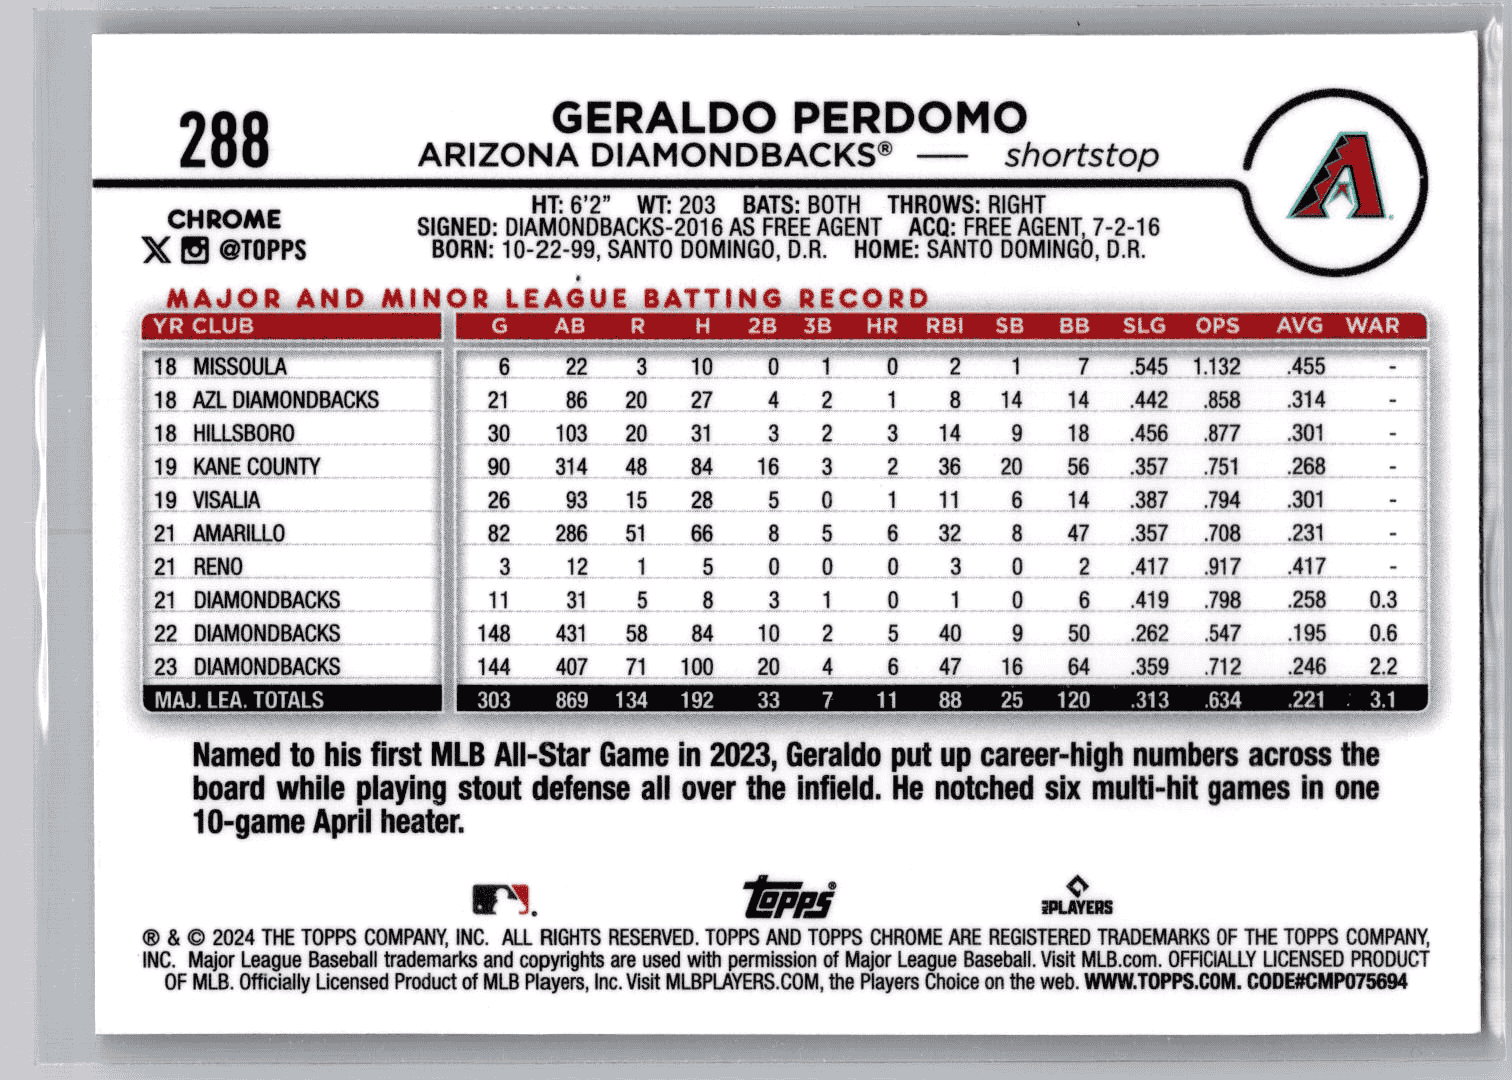 288
GERALDO PERDOMO
ARIZONA DIAMONDBACKS® — shortstop
CHROME
@TOPPS
HT: 6'2" WT: 203 BATS: BOTH THROWS: RIGHT
SIGNED: DIAMONDBACKS-2016 AS FREE AGENT ACQ: FREE AGENT, 7-2-16
BORN: 10-22-99, SANTO DOMINGO, D.R. HOME: SANTO DOMINGO, D.R.
MAJOR AND MINOR LEAGUE BATTING RECORD
YR CLUB G AB R H 2B 3B HR RBI SB BB SLG OPS AVG WAR
18 MISSOULA 6 22 3 10 0 1 0 2 1 7 .545 1.132 .455 -
18 AZL DIAMONDBACKS 21 86 20 27 4 2 1 8 14 14 .442 .858 .314 -
18 HILLSBORO 30 103 20 31 3 2 3 14 9 18 .456 .877 .301 -
19 KANE COUNTY 90 314 48 84 16 3 2 36 20 56 .357 .751 .268 -
19 VISALIA 26 93 15 28 5 0 1 11 6 14 .387 .794 .301 -
21 AMARILLO 82 286 51 66 8 5 6 32 8 47 .357 .708 .231 -
21 RENO 3 12 1 5 0 0 0 3 0 2 .417 .917 .417 -
21 DIAMONDBACKS 11 31 5 8 3 1 0 1 0 6 .419 .798 .258 0.3
22 DIAMONDBACKS 148 431 58 84 10 2 5 40 9 50 .262 .547 .195 0.6
23 DIAMONDBACKS 144 407 71 100 20 4 6 47 16 64 .359 .712 .246 2.2
MAJ. LEA. TOTALS 303 869 134 192 33 7 11 88 25 120 .313 .634 .221 3.1
Named to his first MLB All-Star Game in 2023, Geraldo put up career-high numbers across the
board while playing stout defense all over the infield. He notched six multi-hit games in one
10-game April heater.
Topps®
MLBPLAYERS
® & © 2024 THE TOPPS COMPANY, INC. ALL RIGHTS RESERVED. TOPPS AND TOPPS CHROME ARE REGISTERED TRADEMARKS OF THE TOPPS COMPANY,
INC. Major League Baseball trademarks and copyrights are used with permission of Major League Baseball. Visit MLB.com. OFFICIALLY LICENSED PRODUCT
OF MLB. Officially Licensed Product of MLB Players, Inc. Visit MLBPLAYERS.COM, the Players Choice on the web. WWW.TOPPS.COM. CODE#CMP075694